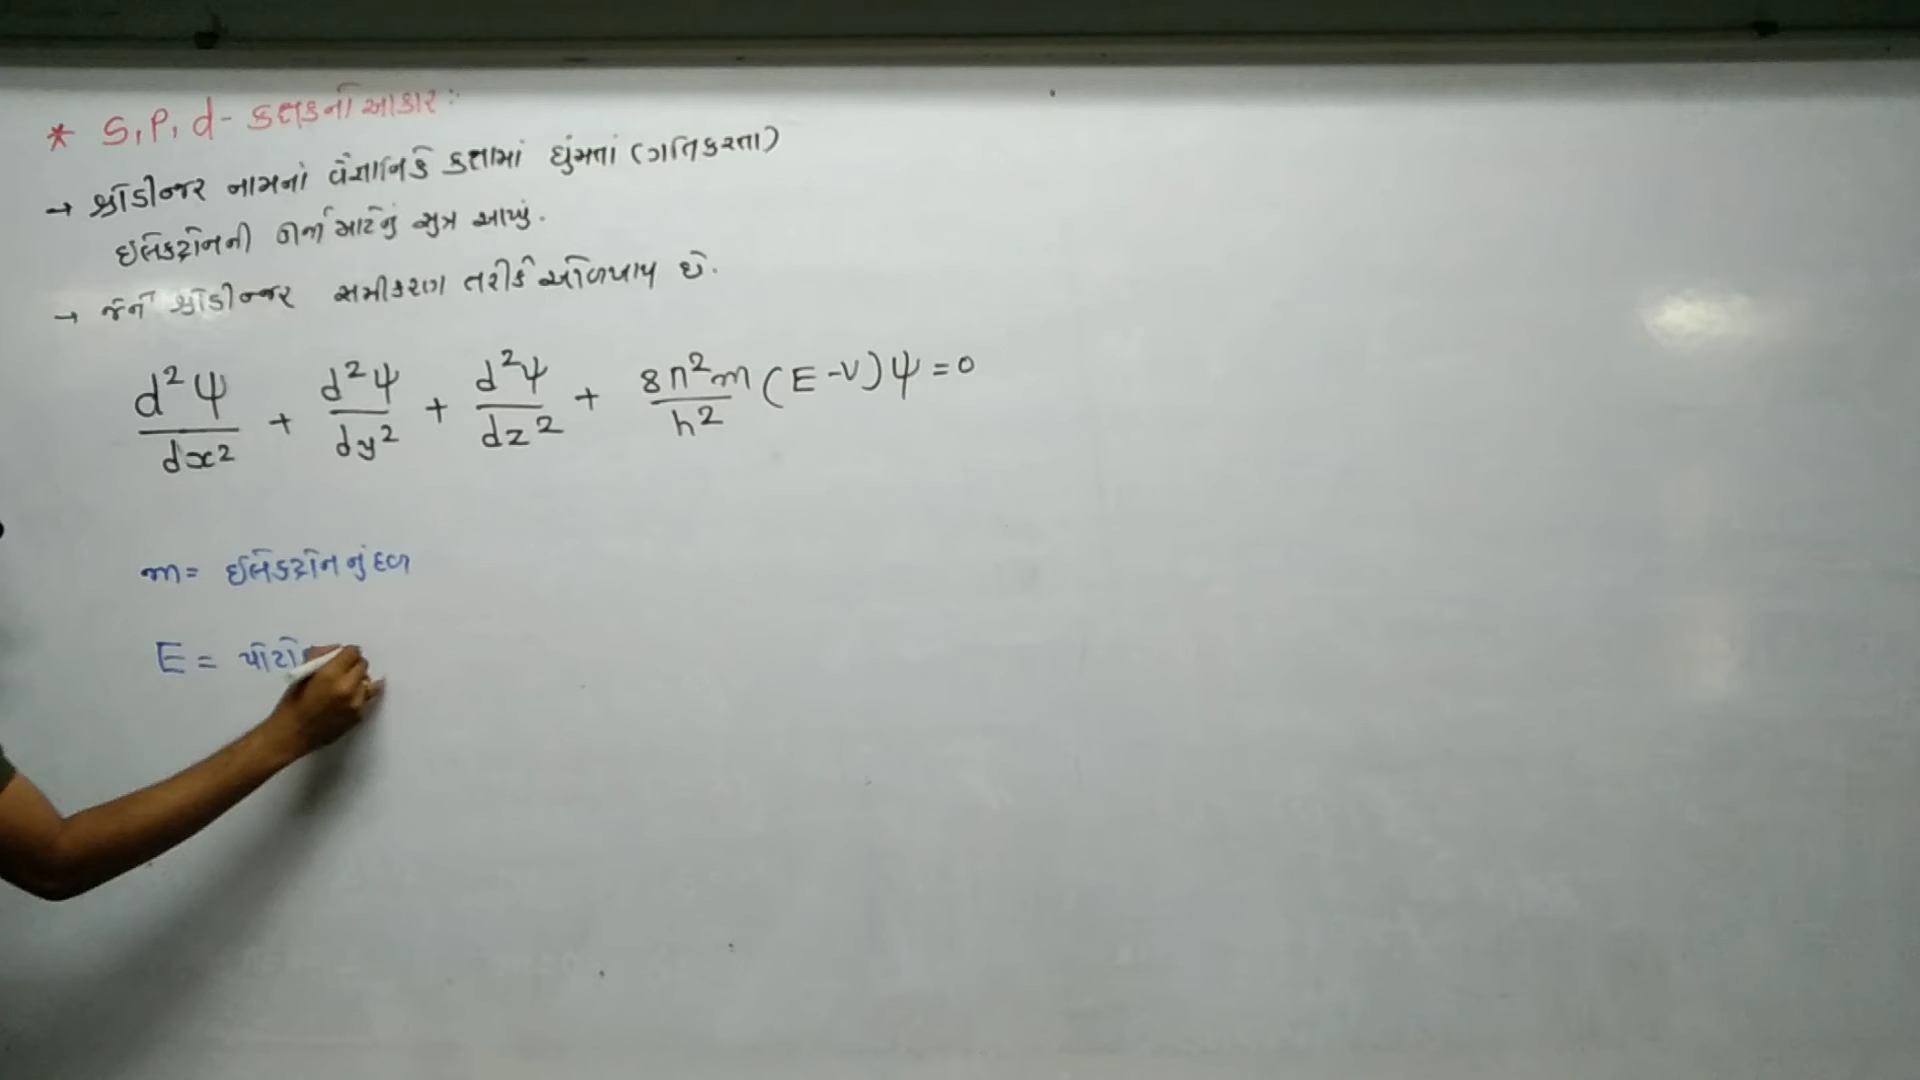 * S, P, d - કક્ષકનો આકાર :
→ શ્રોડીન્જર નામનાં વૈજ્ઞાનિકે કક્ષામાં ઘુંમતાં (ગતિકરતા)
ઇલેક્ટ્રોનની ઊર્જા માટેનું સુત્ર આપ્યું.
→ જેને શ્રોડીન્જર સમીકરણ તરીકે ઓળખાય છે.
d²ψ/dx² + d²ψ/dy² + d²ψ/dz² + 8π²m/h² (E-V)ψ = 0
m = ઇલેક્ટ્રોનનું દળ
E =